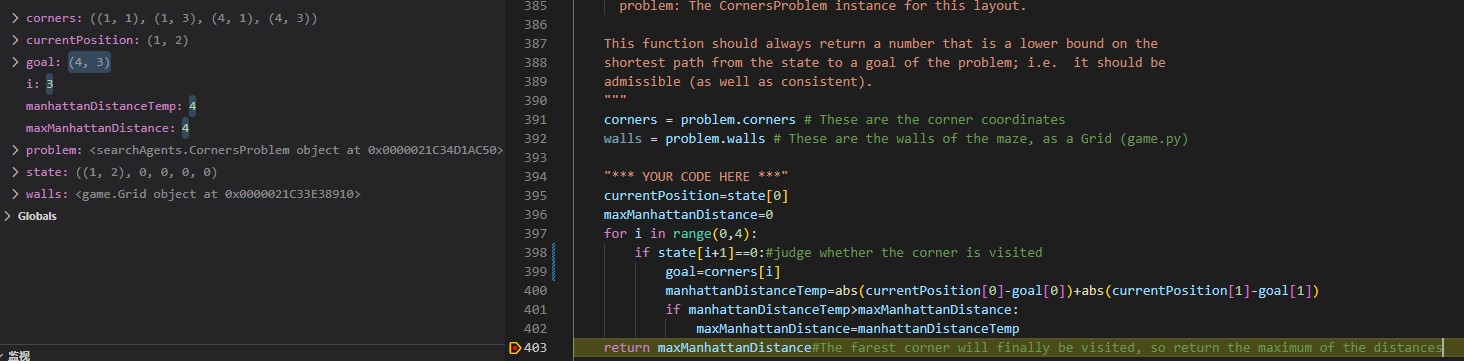 corners: ((1, 1), (1, 3), (4, 1), (4, 3))
currentPosition: (1, 2)
goal: (4, 3)
i: 3
manhattanDistanceTemp: 4
maxManhattanDistance: 4
problem: <searchAgents.CornersProblem object at 0x0000021C34D1AC50>
state: ((1, 2), 0, 0, 0, 0)
walls: <game.Grid object at 0x0000021C33E38910>
Globals
监视
385 problem: The CornersProblem instance for this layout.
386
387 This function should always return a number that is a lower bound on the
388 shortest path from the state to a goal of the problem; i.e.  it should be
389 admissible (as well as consistent).
390 """
391 corners = problem.corners # These are the corner coordinates
392 walls = problem.walls # These are the walls of the maze, as a Grid (game.py)
393
394 "*** YOUR CODE HERE ***"
395 currentPosition=state[0]
396 maxManhattanDistance=0
397 for i in range(0,4):
398 if state[i+1]==0:#judge whether the corner is visited
399 goal=corners[i]
400 manhattanDistanceTemp=abs(currentPosition[0]-goal[0])+abs(currentPosition[1]-goal[1])
401 if manhattanDistanceTemp>maxManhattanDistance:
402 maxManhattanDistance=manhattanDistanceTemp
403 return maxManhattanDistance#The farest corner will finally be visited, so return the maximum of the distances